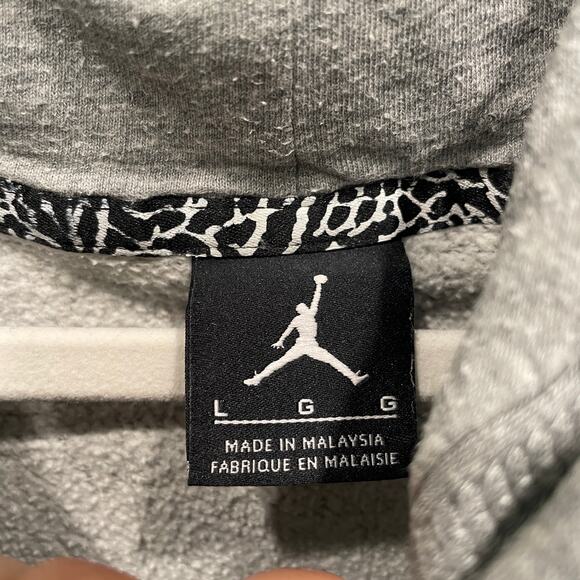 L G G
MADE IN MALAYSIA
FABRIQUE EN MALAISIE